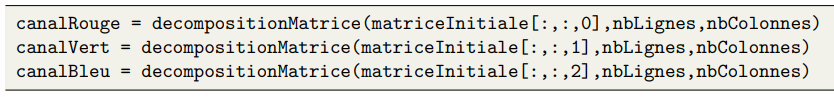 canalRouge = decompositionMatrice(matriceInitiale[:,:,0],nbLignes,nbColonnes)
canalVert = decompositionMatrice(matriceInitiale[:,:,1],nbLignes,nbColonnes)
canalBleu = decompositionMatrice(matriceInitiale[:,:,2],nbLignes,nbColonnes)